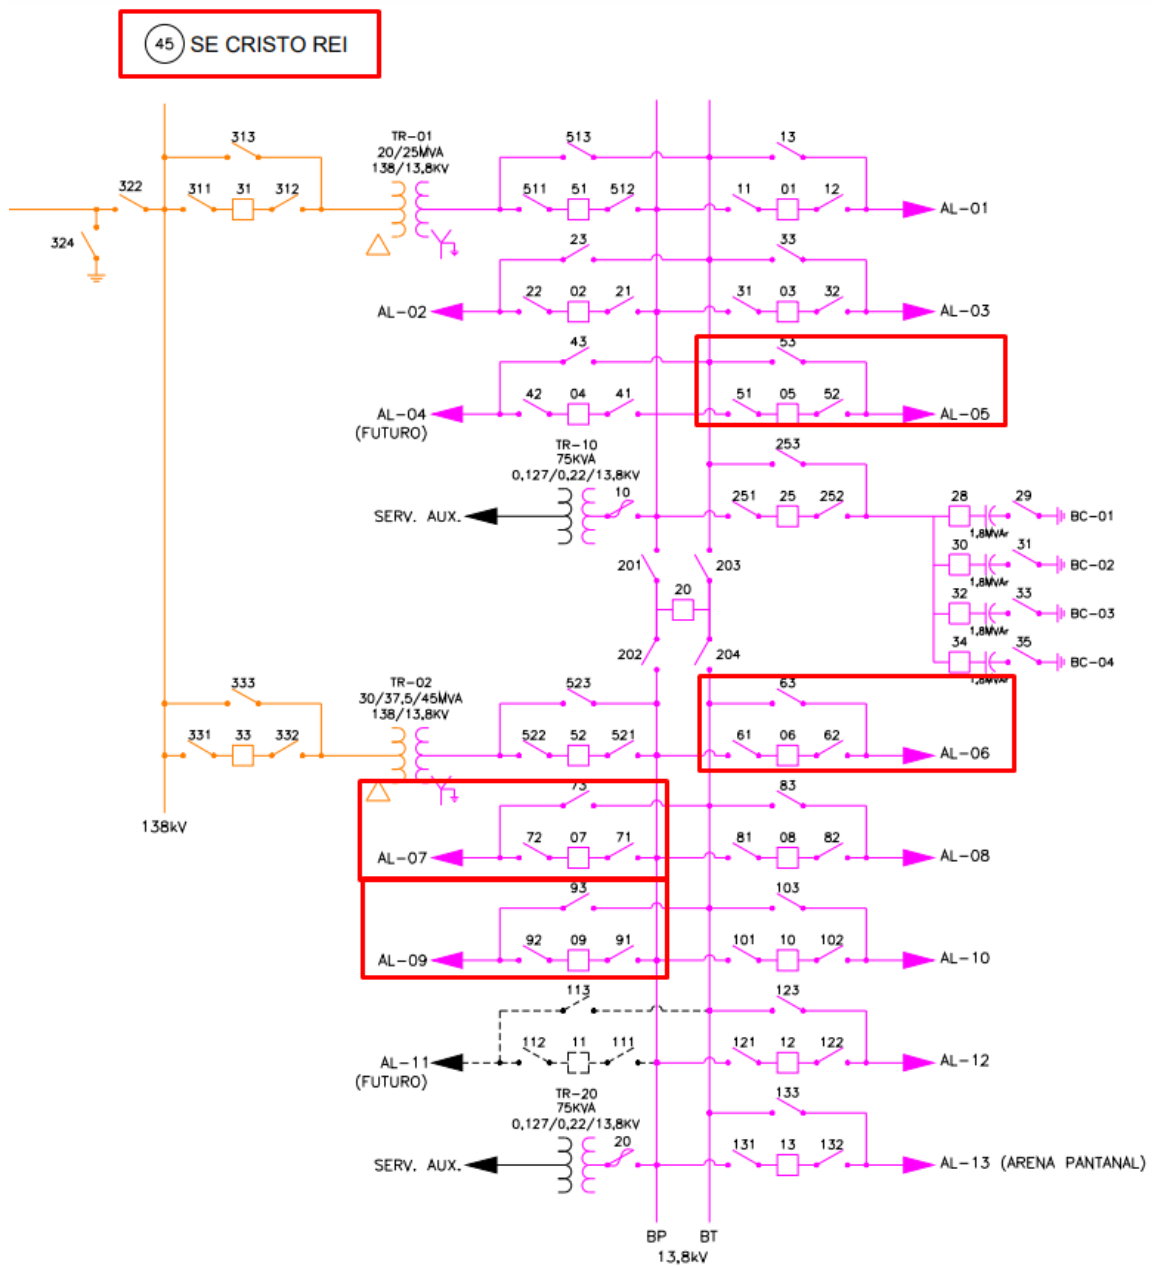 45 SE CRISTO REI
313
TR-01
20/25MVA
138/13,8KV
513
13
322
311 31 312
511 51 512
11 01 12
AL-01
324
23
33
AL-02
22 02 21
31 03 32
AL-03
43
53
AL-04
(FUTURO)
42 04 41
51 05 52
AL-05
TR-10
75KVA
0,127/0,22/13,8KV
253
SERV. AUX.
10
251 25 252
28 29
BC-01
1,8MVAr
30 31
BC-02
1,8MVAr
32 33
BC-03
1,8MVAr
34 35
BC-04
1,8MVAr
201 203
20
202 204
333
TR-02
30/37,5/45MVA
138/13,8KV
523
63
331 33 332
522 52 521
61 06 62
AL-06
73
83
138kV
AL-07
72 07 71
81 08 82
AL-08
93
103
AL-09
92 09 91
101 10 102
AL-10
113
123
AL-11
(FUTURO)
112 11 111
121 12 122
AL-12
TR-20
75KVA
0,127/0,22/13,8KV
133
SERV. AUX.
20
131 13 132
AL-13 (ARENA PANTANAL)
BP BT
13,8kV